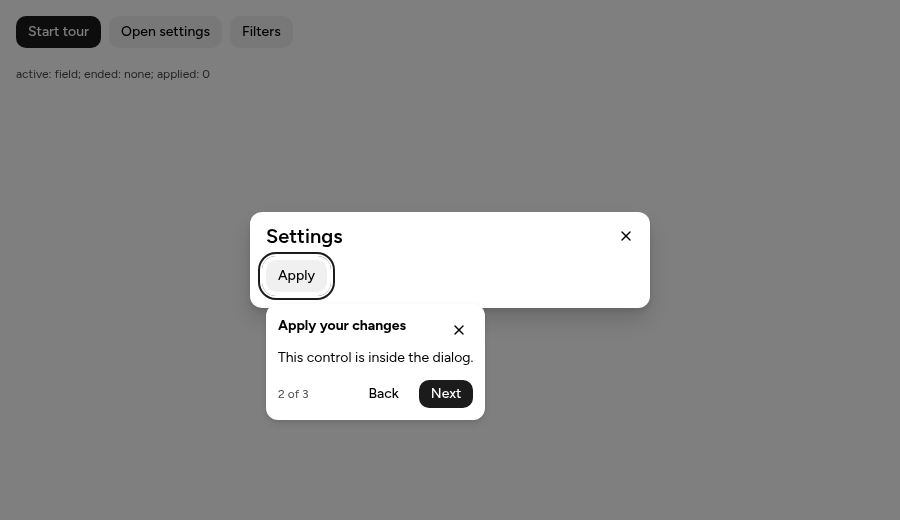 Start tour
Open settings
Filters
active: field; ended: none; applied: 0
Settings
Apply
Apply your changes
This control is inside the dialog.
2 of 3
Back
Next